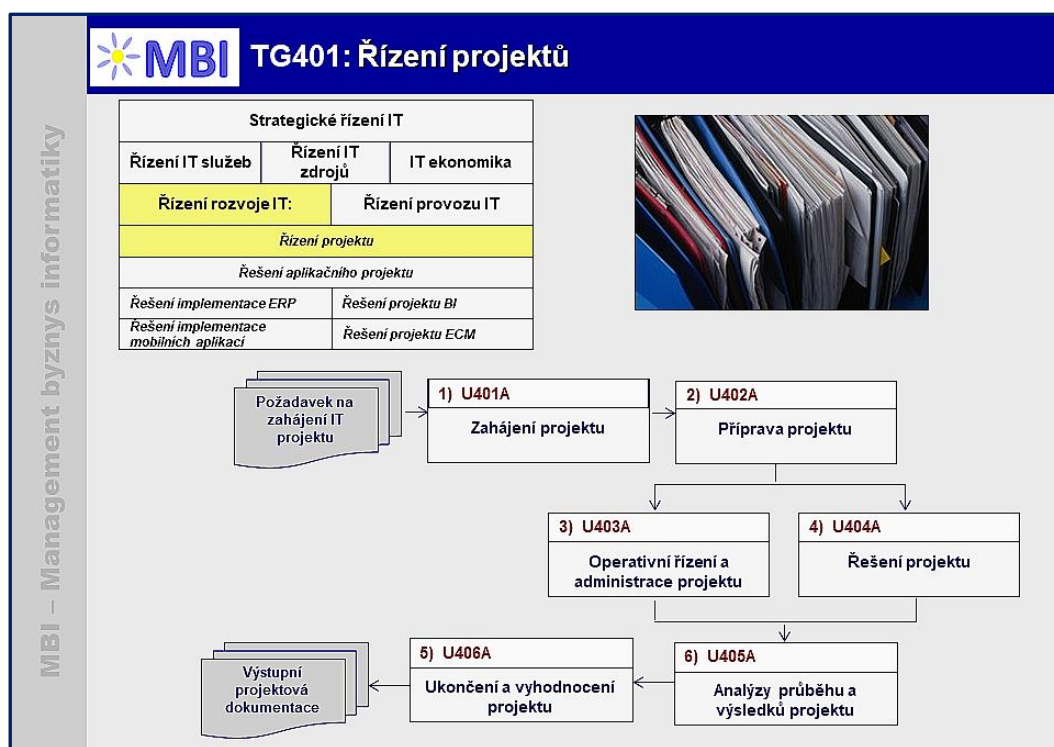 MBI – Management byznys informatiky
MBI
TG401: Řízení projektů
Strategické řízení IT
Řízení IT služeb
Řízení IT
zdrojů
IT ekonomika
Řízení rozvoje IT:
Řízení provozu IT
Řízení projektu
Řešení aplikačního projektu
Řešení implementace ERP
Řešení projektu BI
Řešení implementace
mobilních aplikací
Řešení projektu ECM
Požadavek na
zahájení IT
projektu
1) U401A
Zahájení projektu
2) U402A
Příprava projektu
3) U403A
Operativní řízení a
administrace projektu
4) U404A
Řešení projektu
Výstupní
projektová
dokumentace
5) U406A
Ukončení a vyhodnocení
projektu
6) U405A
Analýzy průběhu a
výsledků projektu